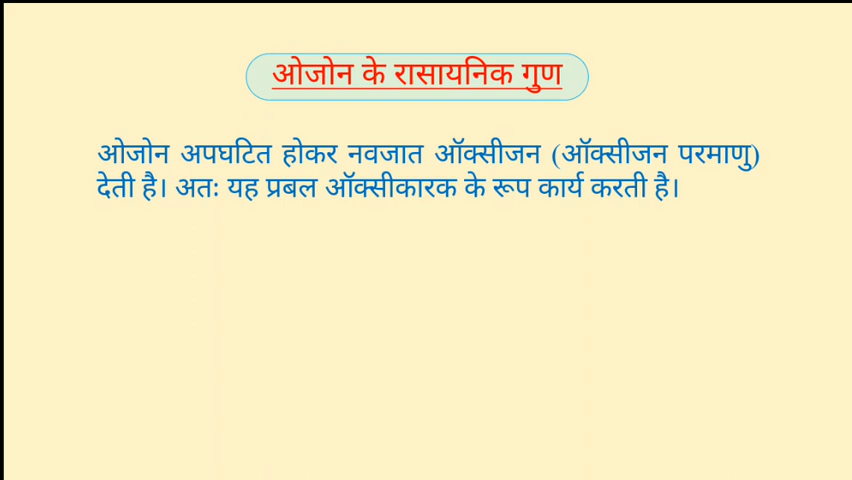 ओजोन के रासायनिक गुण
ओजोन अपघटित होकर नवजात ऑक्सीजन (ऑक्सीजन परमाणु)
देती है। अतः यह प्रबल ऑक्सीकारक के रूप कार्य करती है।